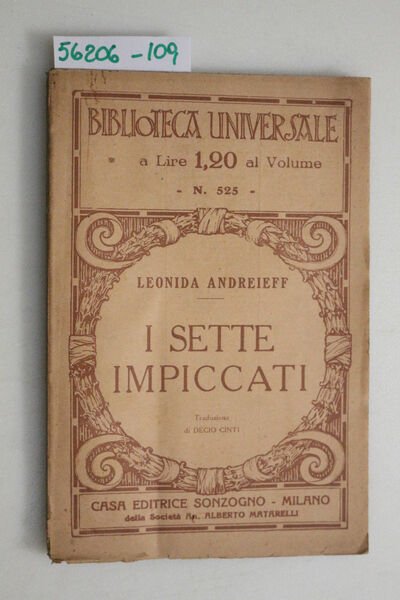 56206 - 109
BIBLIOTECA UNIVERSALE
a Lire 1,20 al Volume
- N. 525 -
LEONIDA ANDREIEFF
I SETTE
IMPICCATI
Traduzione
di DECIO CINTI
CASA EDITRICE SONZOGNO - MILANO
della Società An. ALBERTO MATARELLI